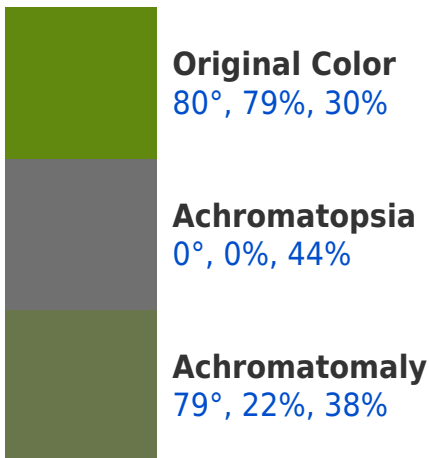 Original Color
80°, 79%, 30%
Achromatopsia
0°, 0%, 44%
Achromatomaly
79°, 22%, 38%